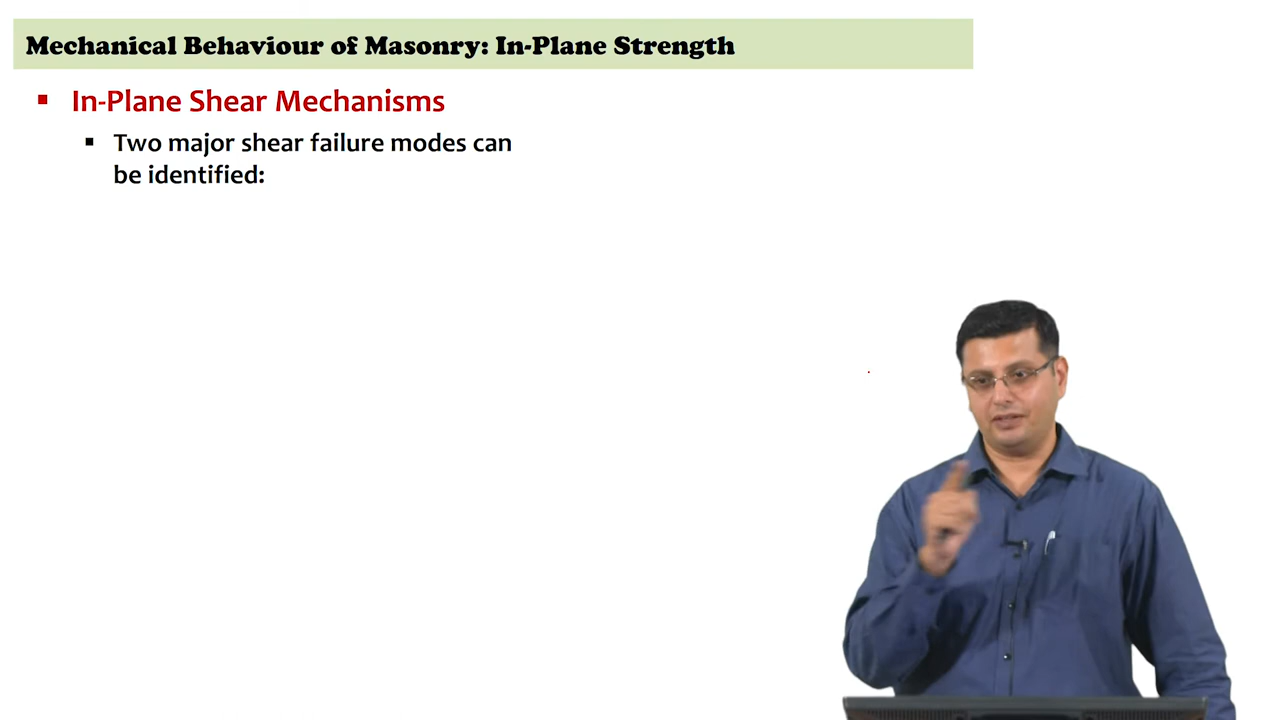 Mechanical Behaviour of Masonry: In-Plane Strength
In-Plane Shear Mechanisms
Two major shear failure modes can
be identified: